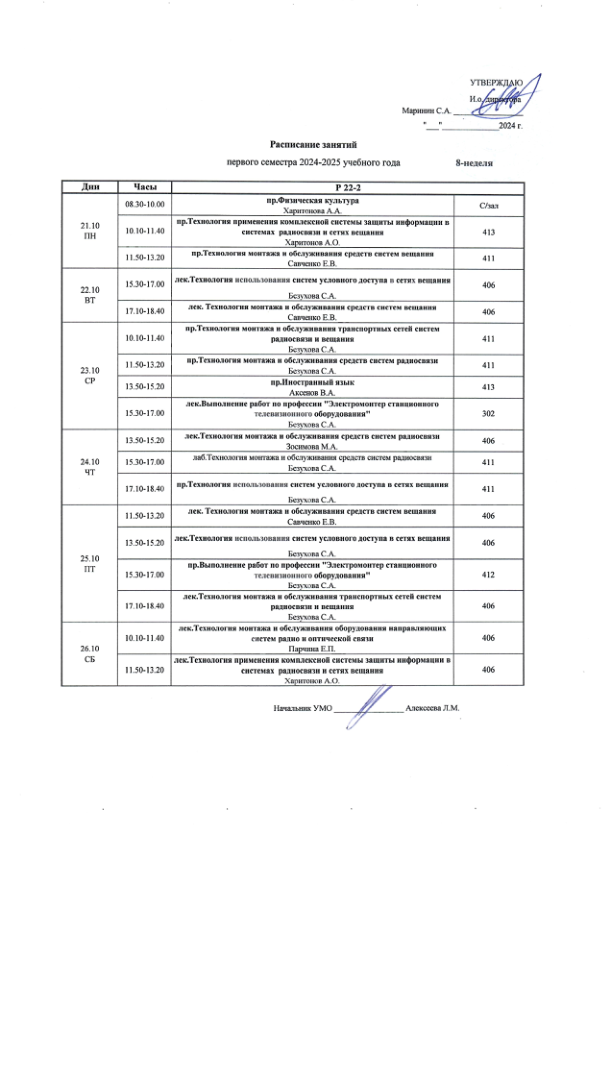 УТВЕРЖДАЮ
И.о. директора
Маринин С.А. _______________
"___"______________2024 г.
Расписание занятий
первого семестра 2024-2025 учебного года 8-неделя
Дни Часы Р 22-2
21.10
ПН
08.30-10.00 пр.Физическая культура С/зал
Харитонова А.А.
10.10-11.40 пр.Технология применения комплексной системы защиты информации в
системах радиосвязи и сетях вещания 413
Харитонов А.О.
11.50-13.20 пр.Технология монтажа и обслуживания средств систем вещания 411
Савченко Е.В.
22.10
ВТ
15.30-17.00 лек.Технология использования систем условного доступа в сетях вещания 406
Безухова С.А.
17.10-18.40 лек. Технология монтажа и обслуживания средств систем вещания 406
Савченко Е.В.
23.10
СР
10.10-11.40 пр.Технология монтажа и обслуживания транспортных сетей систем
радиосвязи и вещания 411
Безухова С.А.
11.50-13.20 пр.Технология монтажа и обслуживания средств систем радиосвязи 411
Безухова С.А.
13.50-15.20 пр.Иностранный язык 413
Аксенов В.А.
15.30-17.00 лек.Выполнение работ по профессии "Электромонтер станционного
телевизионного оборудования" 302
Безухова С.А.
24.10
ЧТ
13.50-15.20 лек.Технология монтажа и обслуживания средств систем радиосвязи 406
Зосимова М.А.
15.30-17.00 лаб.Технология монтажа и обслуживания средств систем радиосвязи 411
Безухова С.А.
17.10-18.40 пр.Технология использования систем условного доступа в сетях вещания 411
Безухова С.А.
25.10
ПТ
11.50-13.20 лек. Технология монтажа и обслуживания средств систем вещания 406
Савченко Е.В.
13.50-15.20 лек.Технология использования систем условного доступа в сетях вещания 406
Безухова С.А.
15.30-17.00 пр.Выполнение работ по профессии "Электромонтер станционного
телевизионного оборудования" 412
Безухова С.А.
17.10-18.40 лек.Технология монтажа и обслуживания транспортных сетей систем
радиосвязи и вещания 406
Безухова С.А.
26.10
СБ
10.10-11.40 лек.Технология монтажа и обслуживания оборудования направляющих
систем радио и оптической связи 406
Парчина Е.П.
11.50-13.20 лек.Технология применения комплексной системы защиты информации в
системах радиосвязи и сетях вещания 406
Харитонов А.О.
Начальник УМО _______________ Алексеева Л.М.